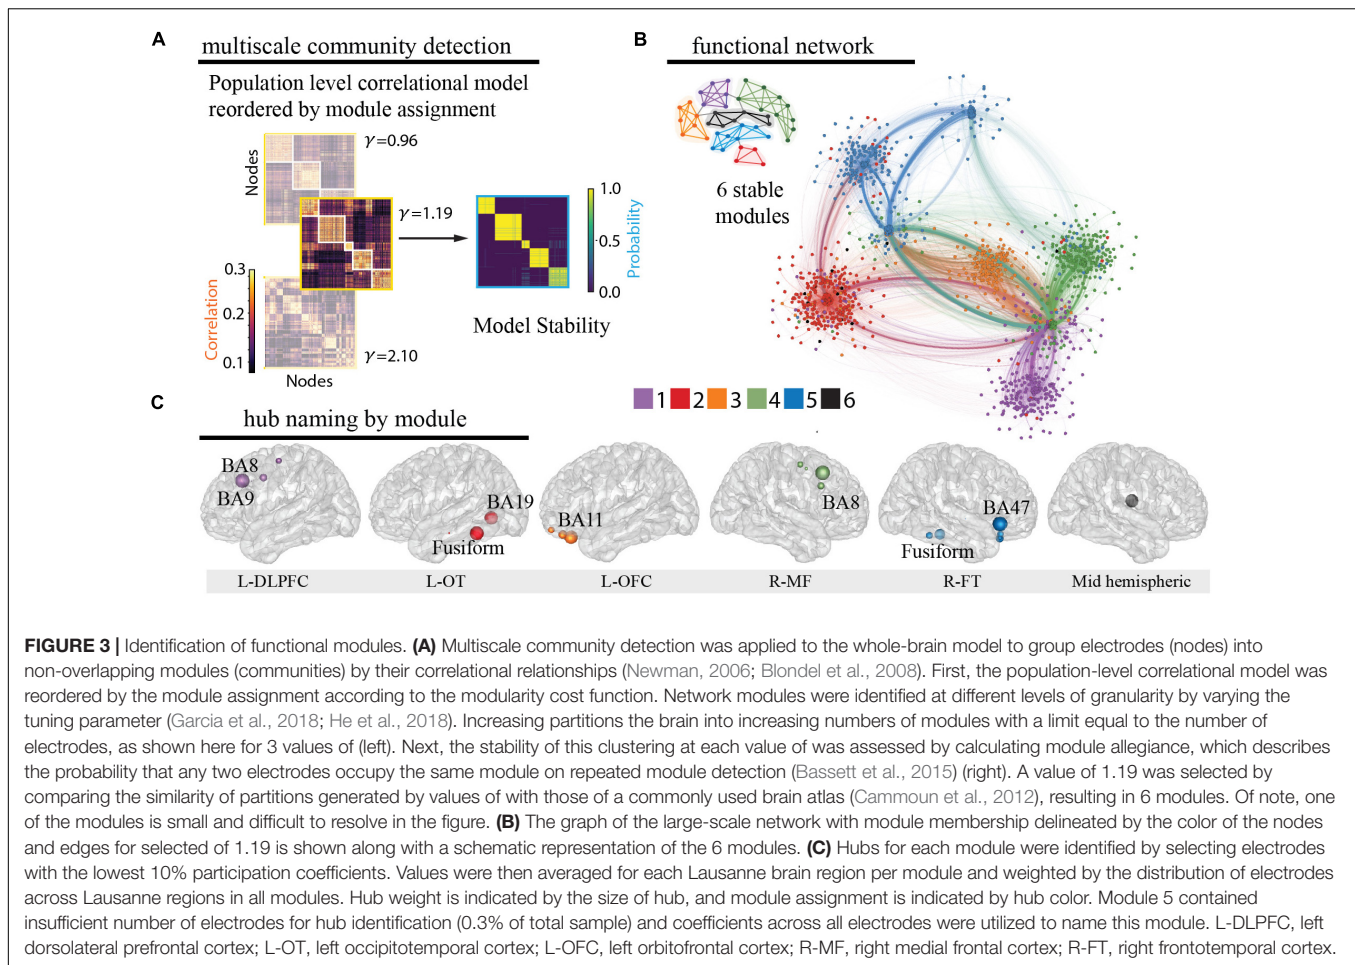 A
multiscale community detection
Population level correlational model
reordered by module assignment
γ=0.96
Nodes
γ=1.19
1.0
0.5
0.0
Probability
Model Stability
0.3
0.2
0.1
Correlation
γ=2.10
Nodes
B
functional network
6 stable
modules
1 2 3 4 5 6
C
hub naming by module
BA8
BA9
BA19
Fusiform
BA11
BA8
BA47
Fusiform
L-DLPFC L-OT L-OFC R-MF R-FT Mid hemispheric
FIGURE 3 | Identification of functional modules. (A) Multiscale community detection was applied to the whole-brain model to group electrodes (nodes) into
non-overlapping modules (communities) by their correlational relationships (Newman, 2006; Blondel et al., 2008). First, the population-level correlational model was
reordered by the module assignment according to the modularity cost function. Network modules were identified at different levels of granularity by varying the
tuning parameter (Garcia et al., 2018; He et al., 2018). Increasing partitions the brain into increasing numbers of modules with a limit equal to the number of
electrodes, as shown here for 3 values of (left). Next, the stability of this clustering at each value of was assessed by calculating module allegiance, which describes
the probability that any two electrodes occupy the same module on repeated module detection (Bassett et al., 2015) (right). A value of 1.19 was selected by
comparing the similarity of partitions generated by values of with those of a commonly used brain atlas (Cammoun et al., 2012), resulting in 6 modules. Of note, one
of the modules is small and difficult to resolve in the figure. (B) The graph of the large-scale network with module membership delineated by the color of the nodes
and edges for selected of 1.19 is shown along with a schematic representation of the 6 modules. (C) Hubs for each module were identified by selecting electrodes
with the lowest 10% participation coefficients. Values were then averaged for each Lausanne brain region per module and weighted by the distribution of electrodes
across Lausanne regions in all modules. Hub weight is indicated by the size of hub, and module assignment is indicated by hub color. Module 5 contained
insufficient number of electrodes for hub identification (0.3% of total sample) and coefficients across all electrodes were utilized to name this module. L-DLPFC, left
dorsolateral prefrontal cortex; L-OT, left occipitotemporal cortex; L-OFC, left orbitofrontal cortex; R-MF, right medial frontal cortex; R-FT, right frontotemporal cortex.